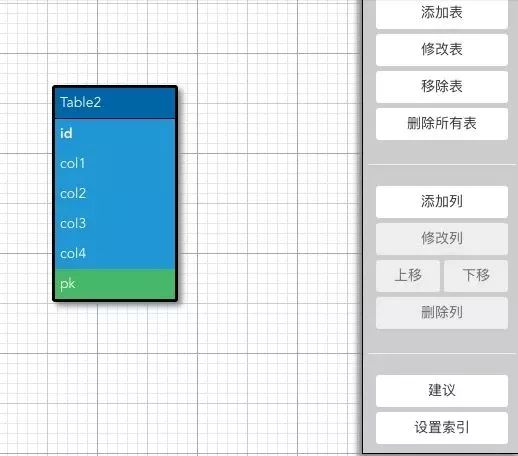 Table2
id
col1
col2
col3
col4
pk
添加表
修改表
移除表
删除所有表
添加列
修改列
上移 下移
删除列
建议
设置索引